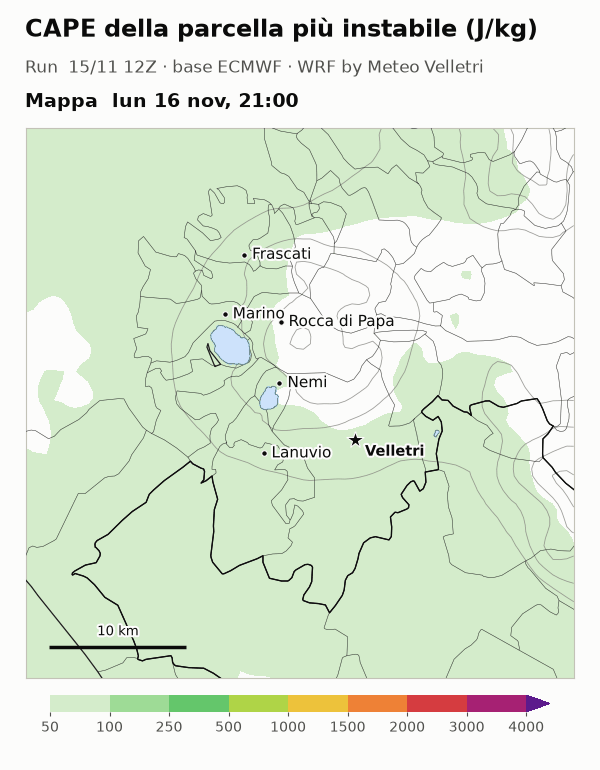 CAPE della parcella più instabile (J/kg)
Run  15/11 12Z · base ECMWF · WRF by Meteo Velletri
Mappa  lun 16 nov, 21:00
Frascati
Marino
Rocca di Papa
Nemi
Velletri
Lanuvio
10 km
50 100 250 500 1000 1500 2000 3000 4000